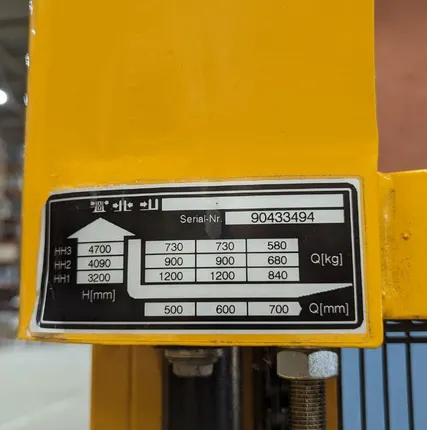 Serial-Nr. 90433494
HH3 4700 730 730 580
HH2 4090 900 900 680 Q[kg]
HH1 3200 1200 1200 840
H[mm]
500 600 700 Q[mm]